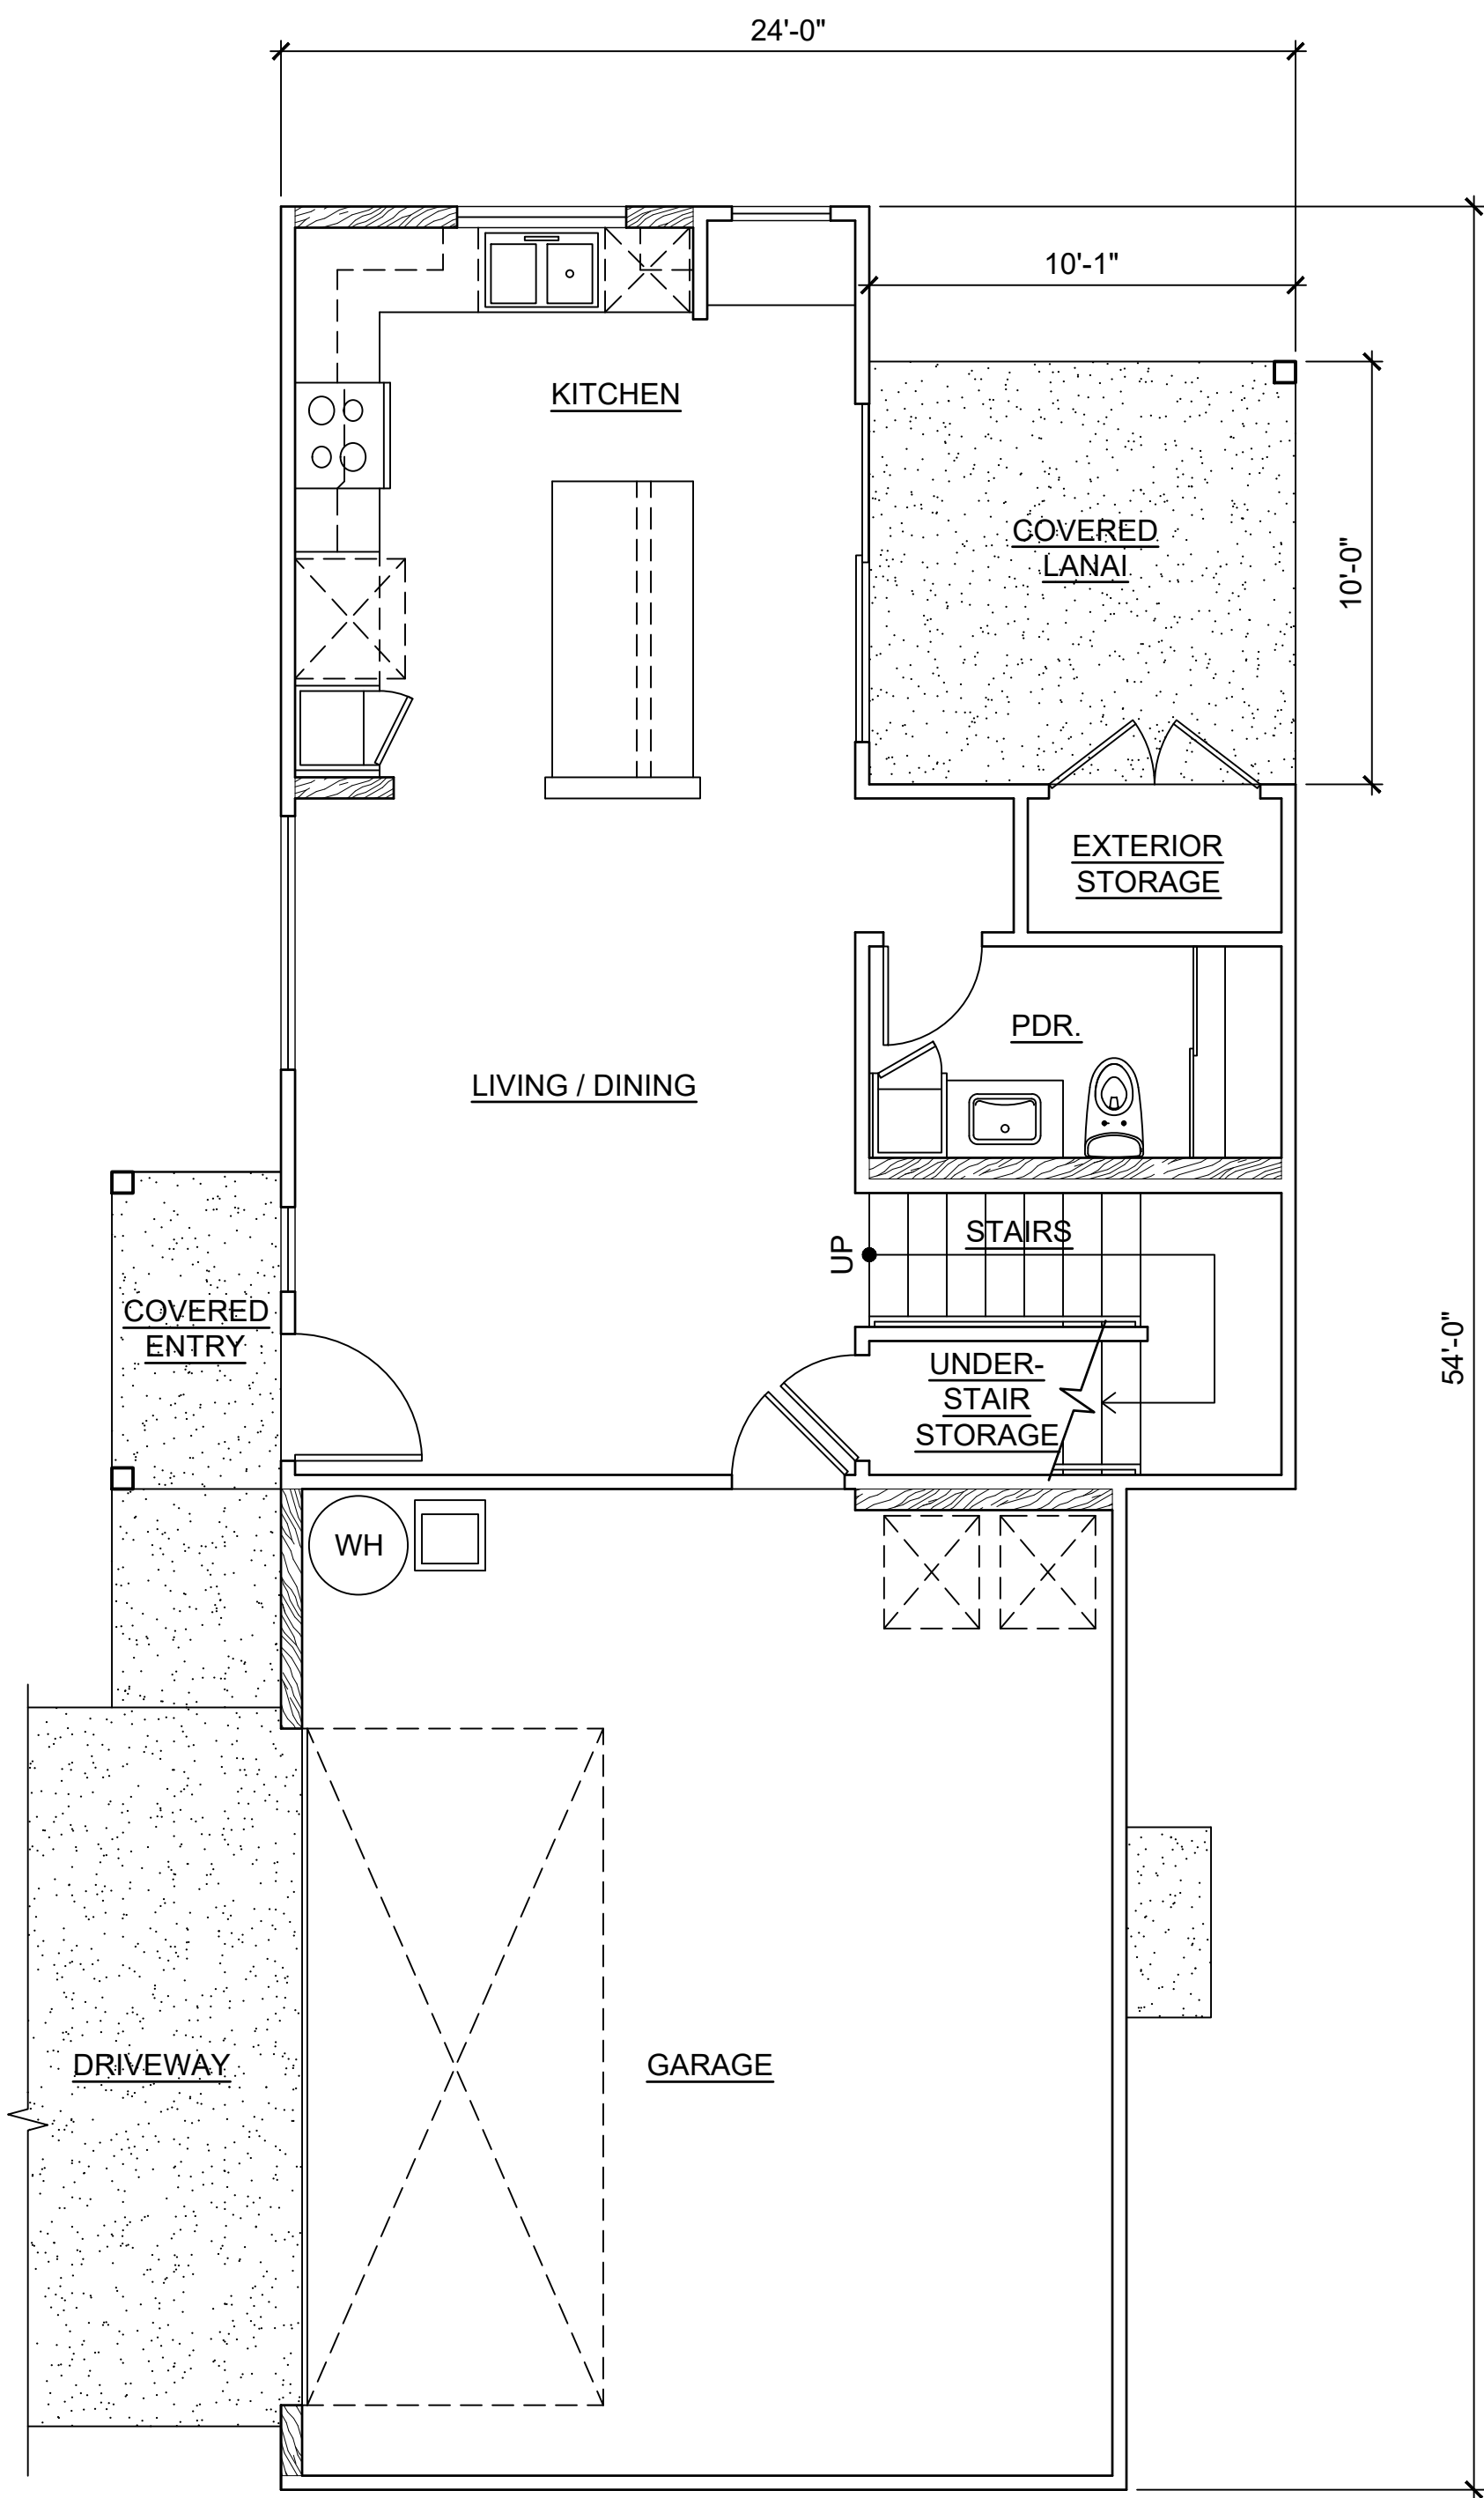 24'-0"
10'-1"
KITCHEN
COVERED
LANAI
10'-0"
EXTERIOR
STORAGE
PDR.
LIVING / DINING
STAIRS
UP
COVERED
ENTRY
54'-0"
UNDER-
STAIR
STORAGE
WH
DRIVEWAY
GARAGE